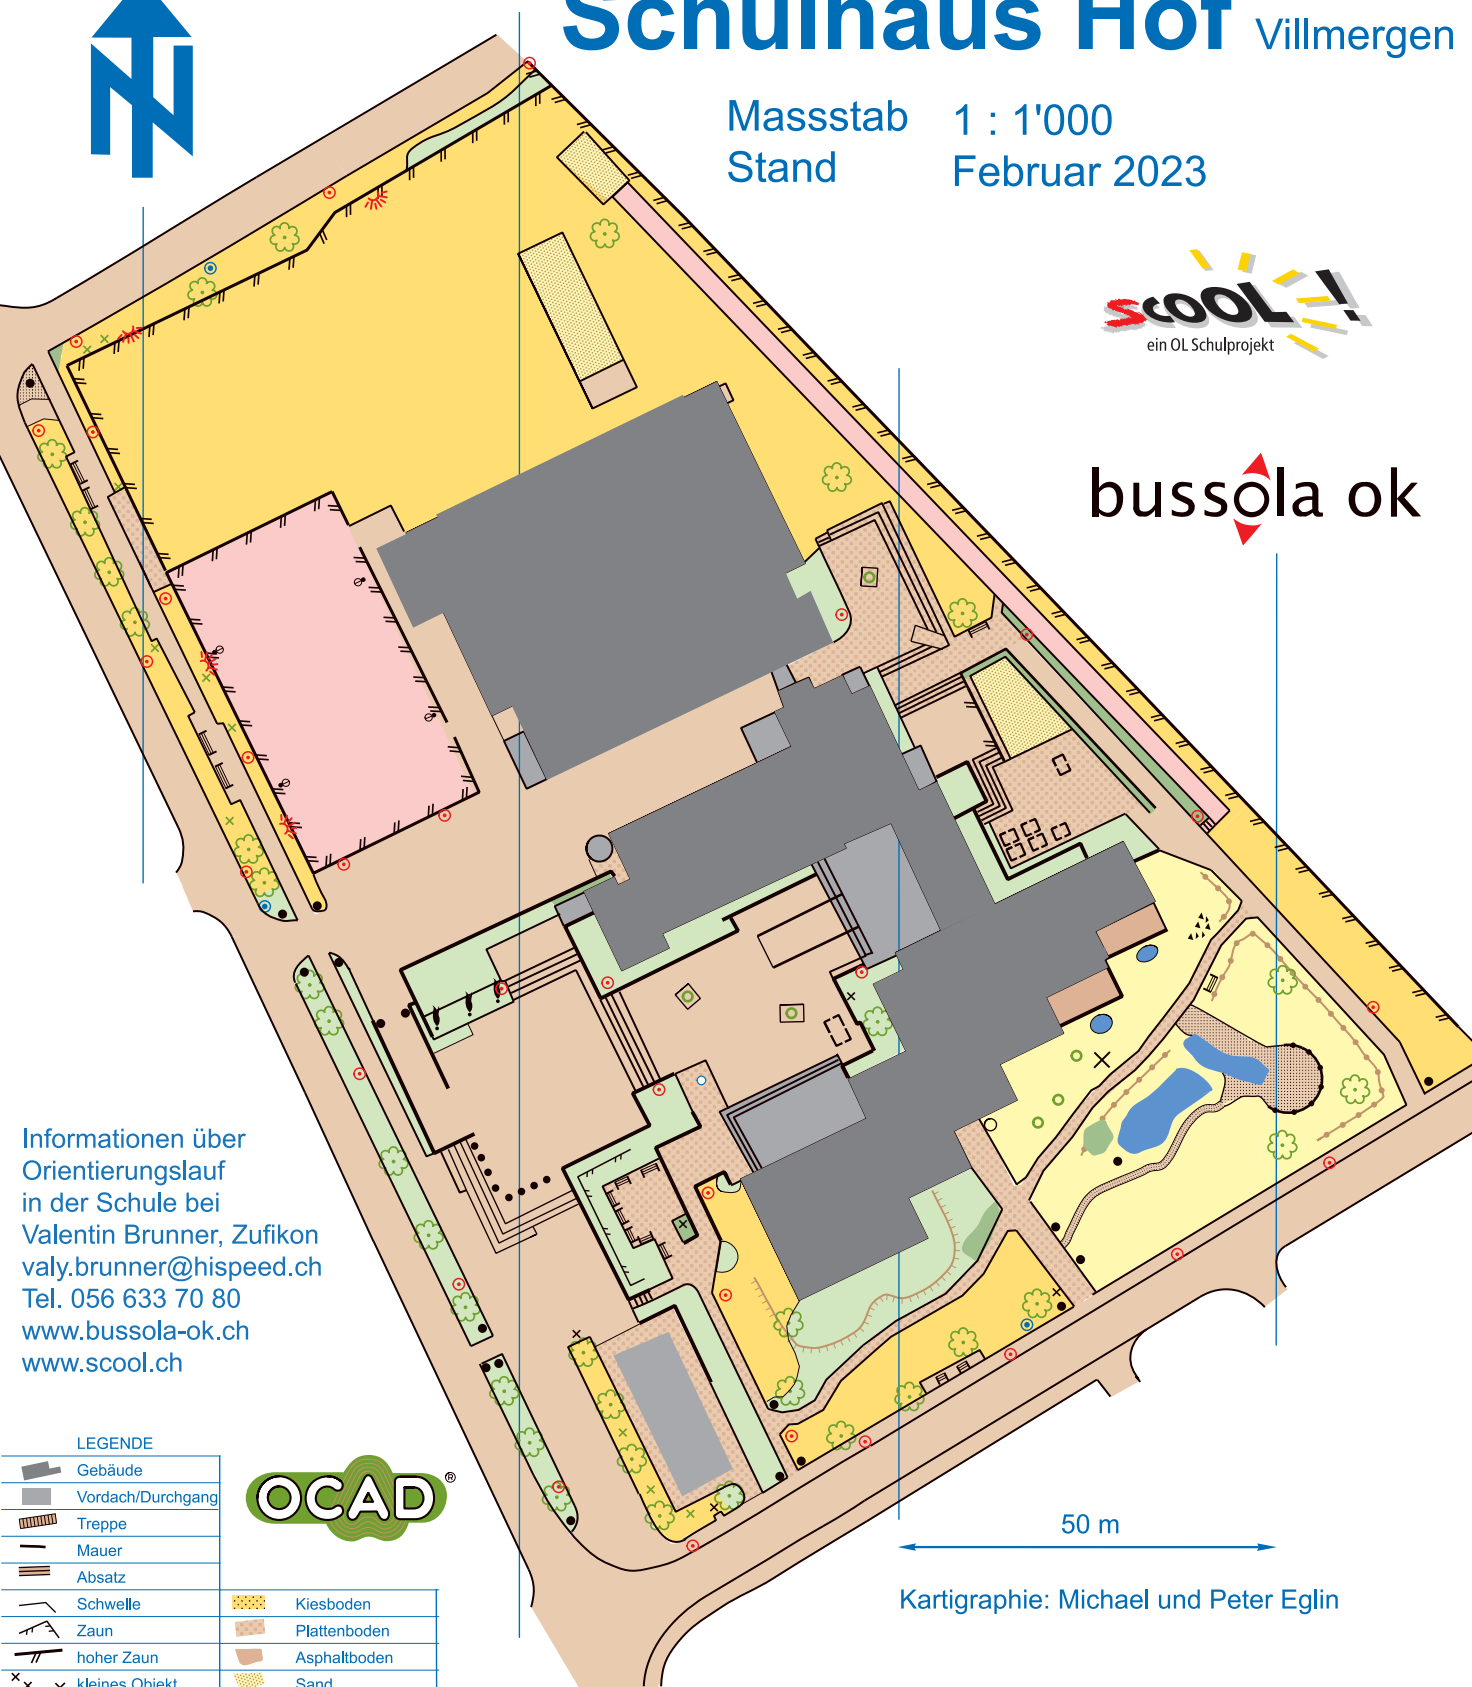 Schulhaus Hof Villmergen
Massstab 1 : 1'000
Stand Februar 2023
scOOL!
ein OL Schulprojekt
bussola ok
Informationen über
Orientierungslauf
in der Schule bei
Valentin Brunner, Zufikon
valy.brunner@hispeed.ch
Tel. 056 633 70 80
www.bussola-ok.ch
www.scool.ch
LEGENDE
Gebäude
Vordach/Durchgang
Treppe
Mauer
Absatz
Schwelle
Zaun
hoher Zaun
kleines Objekt
Kiesboden
Plattenboden
Asphaltboden
Sand
OCAD®
50 m
Kartigraphie: Michael und Peter Eglin